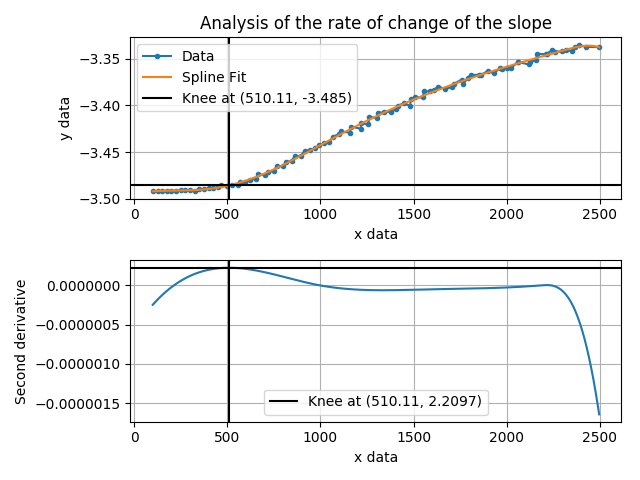 Analysis of the rate of change of the slope
Data
Spline Fit
Knee at (510.11, -3.485)
−3.35
−3.40
−3.45
−3.50
y data
0 500 1000 1500 2000 2500
x data
0.0000000
−0.0000005
−0.0000010
−0.0000015
Second derivative
Knee at (510.11, 2.2097)
0 500 1000 1500 2000 2500
x data